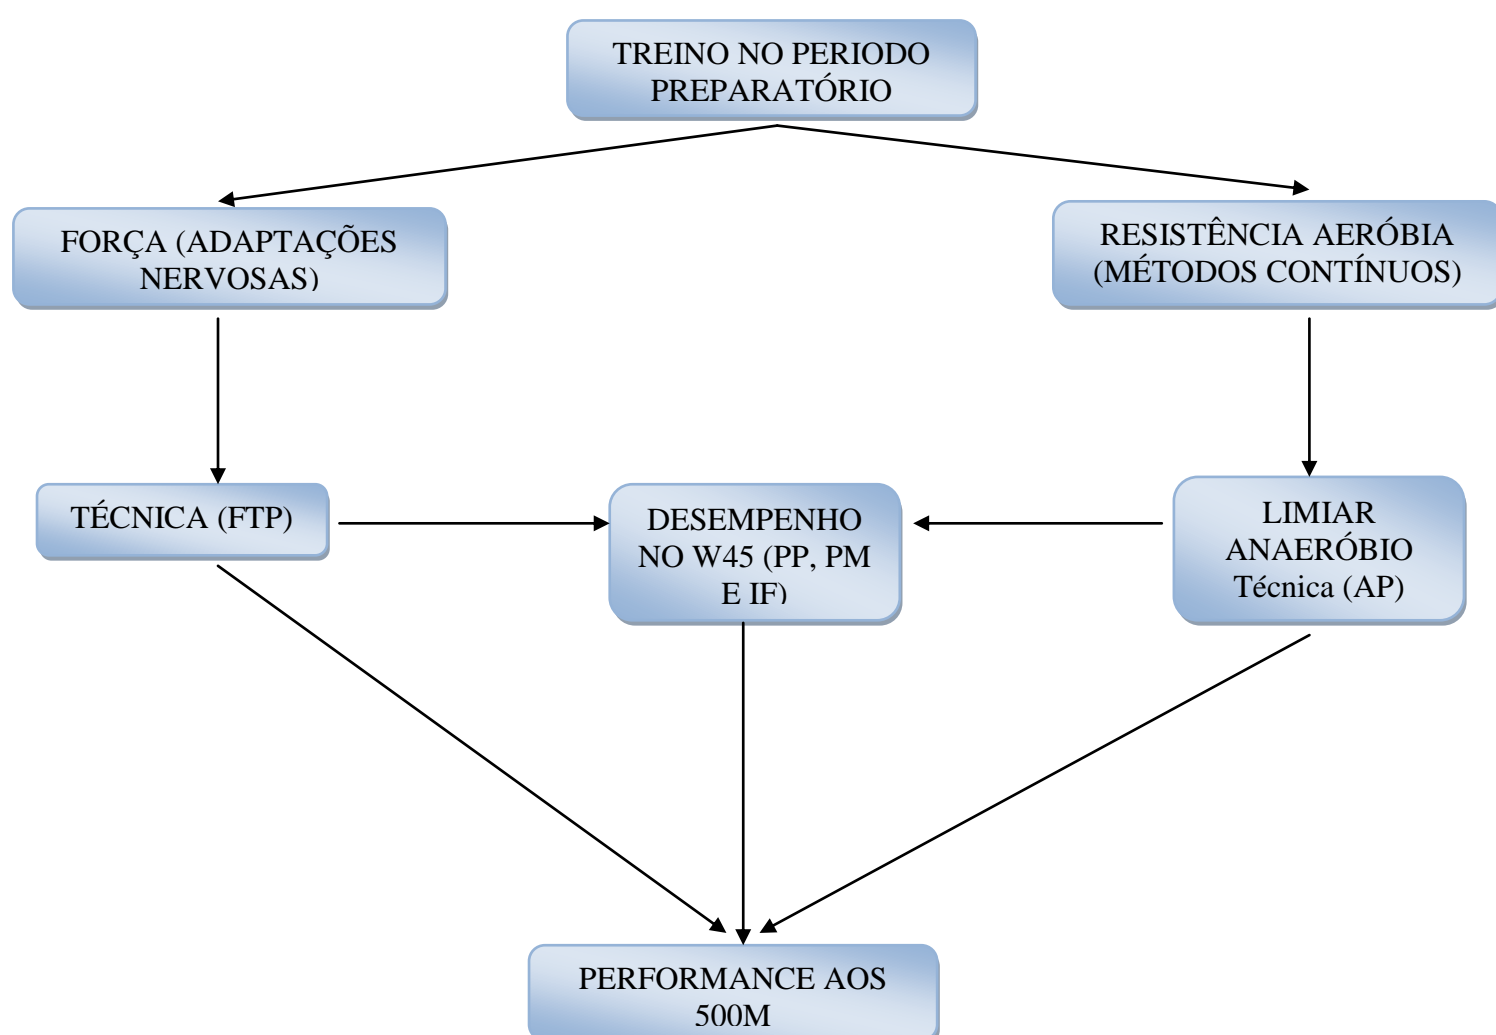 TREINO NO PERIODO
PREPARATÓRIO
FORÇA (ADAPTAÇÕES
NERVOSAS)
RESISTÊNCIA AERÓBIA
(MÉTODOS CONTÍNUOS)
TÉCNICA (FTP)
DESEMPENHO
NO W45 (PP, PM
E IF)
LIMIAR
ANAERÓBIO
Técnica (AP)
PERFORMANCE AOS
500M